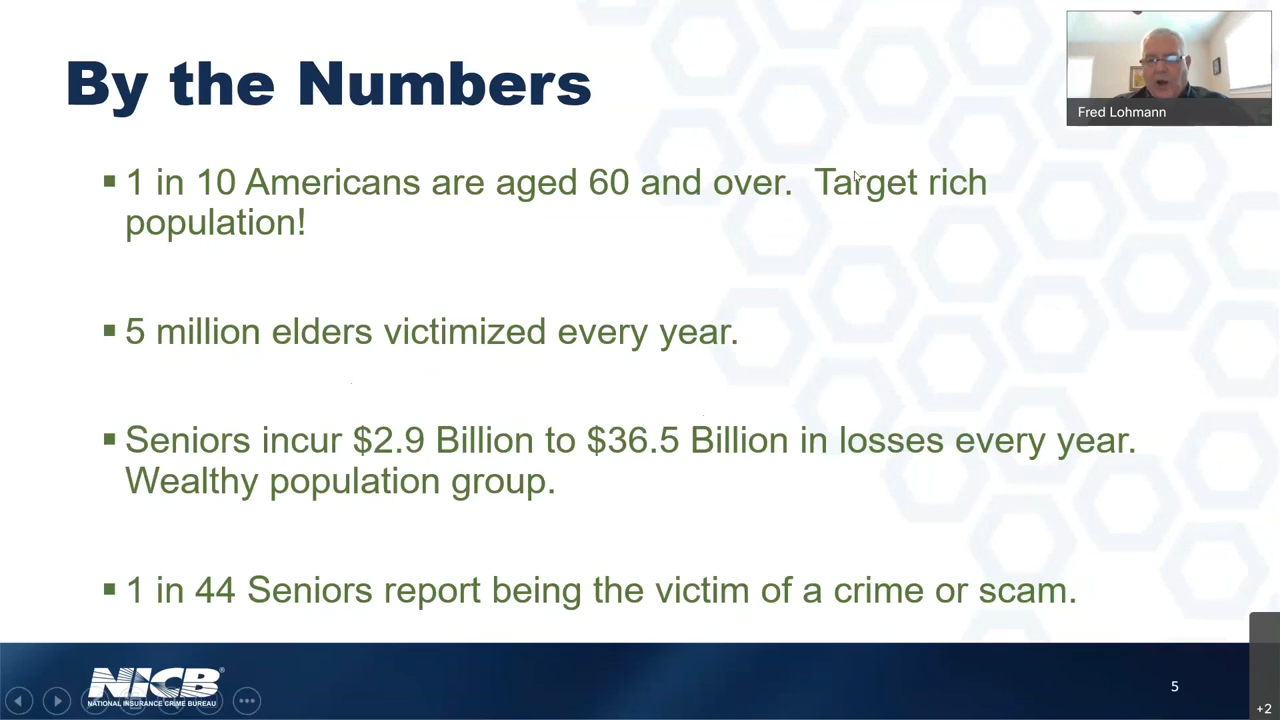 By the Numbers
Fred Lohmann
▪ 1 in 10 Americans are aged 60 and over.  Target rich
population!
▪ 5 million elders victimized every year.
▪ Seniors incur $2.9 Billion to $36.5 Billion in losses every year.
Wealthy population group.
▪ 1 in 44 Seniors report being the victim of a crime or scam.
NICB®
NATIONAL INSURANCE CRIME BUREAU
5
+2